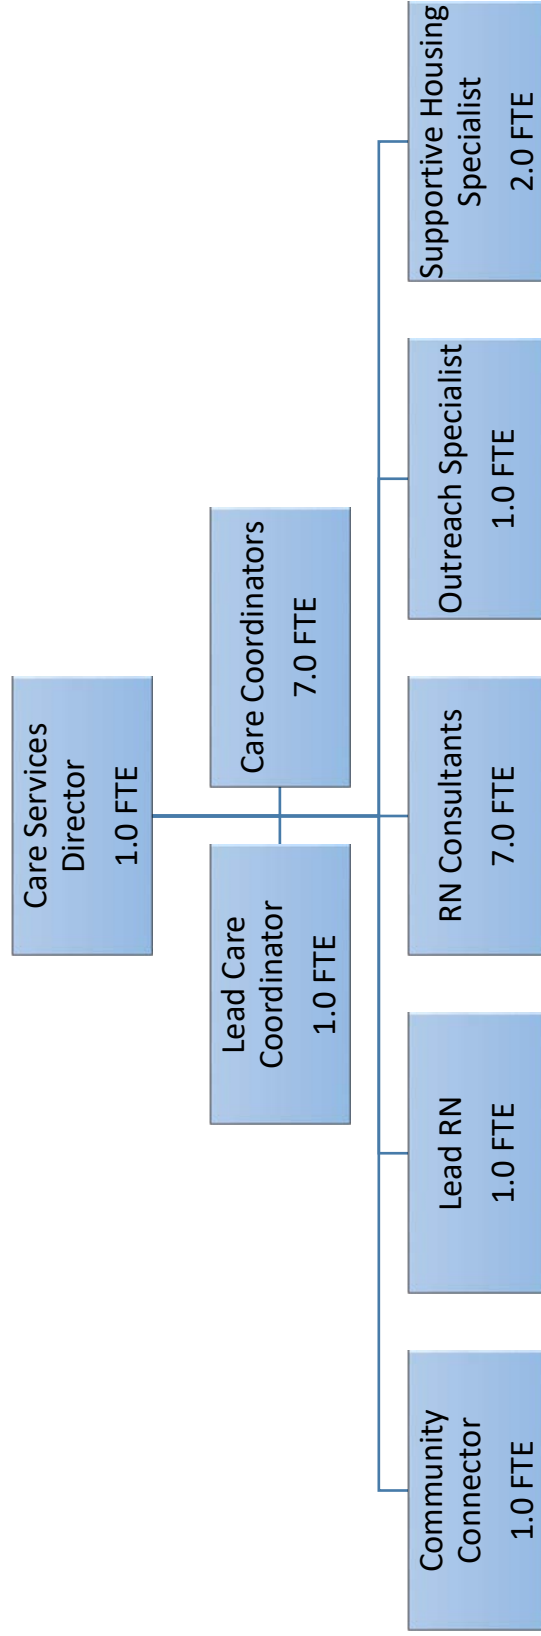 Care Services
Director
1.0 FTE
Lead Care
Coordinator
1.0 FTE
Care Coordinators
7.0 FTE
Community
Connector
1.0 FTE
Lead RN
1.0 FTE
RN Consultants
7.0 FTE
Outreach Specialist
1.0 FTE
Supportive Housing
Specialist
2.0 FTE